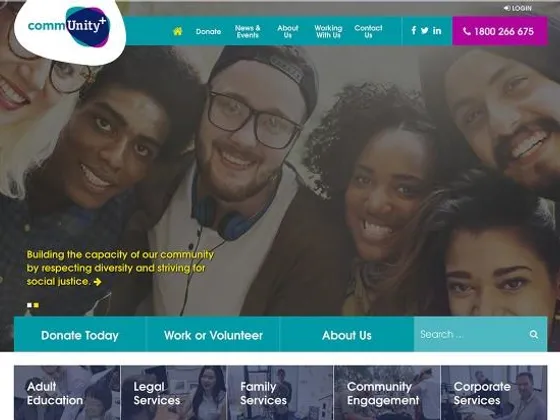 LOGIN
commUnity+
Donate
News &
Events
About
Us
Working
With Us
Contact
Us
1800 266 675
Building the capacity of our community
by respecting diversity and striving for
social justice.
Donate Today
Work or Volunteer
About Us
Search ...
Adult
Education
Legal
Services
Family
Services
Community
Engagement
Corporate
Services